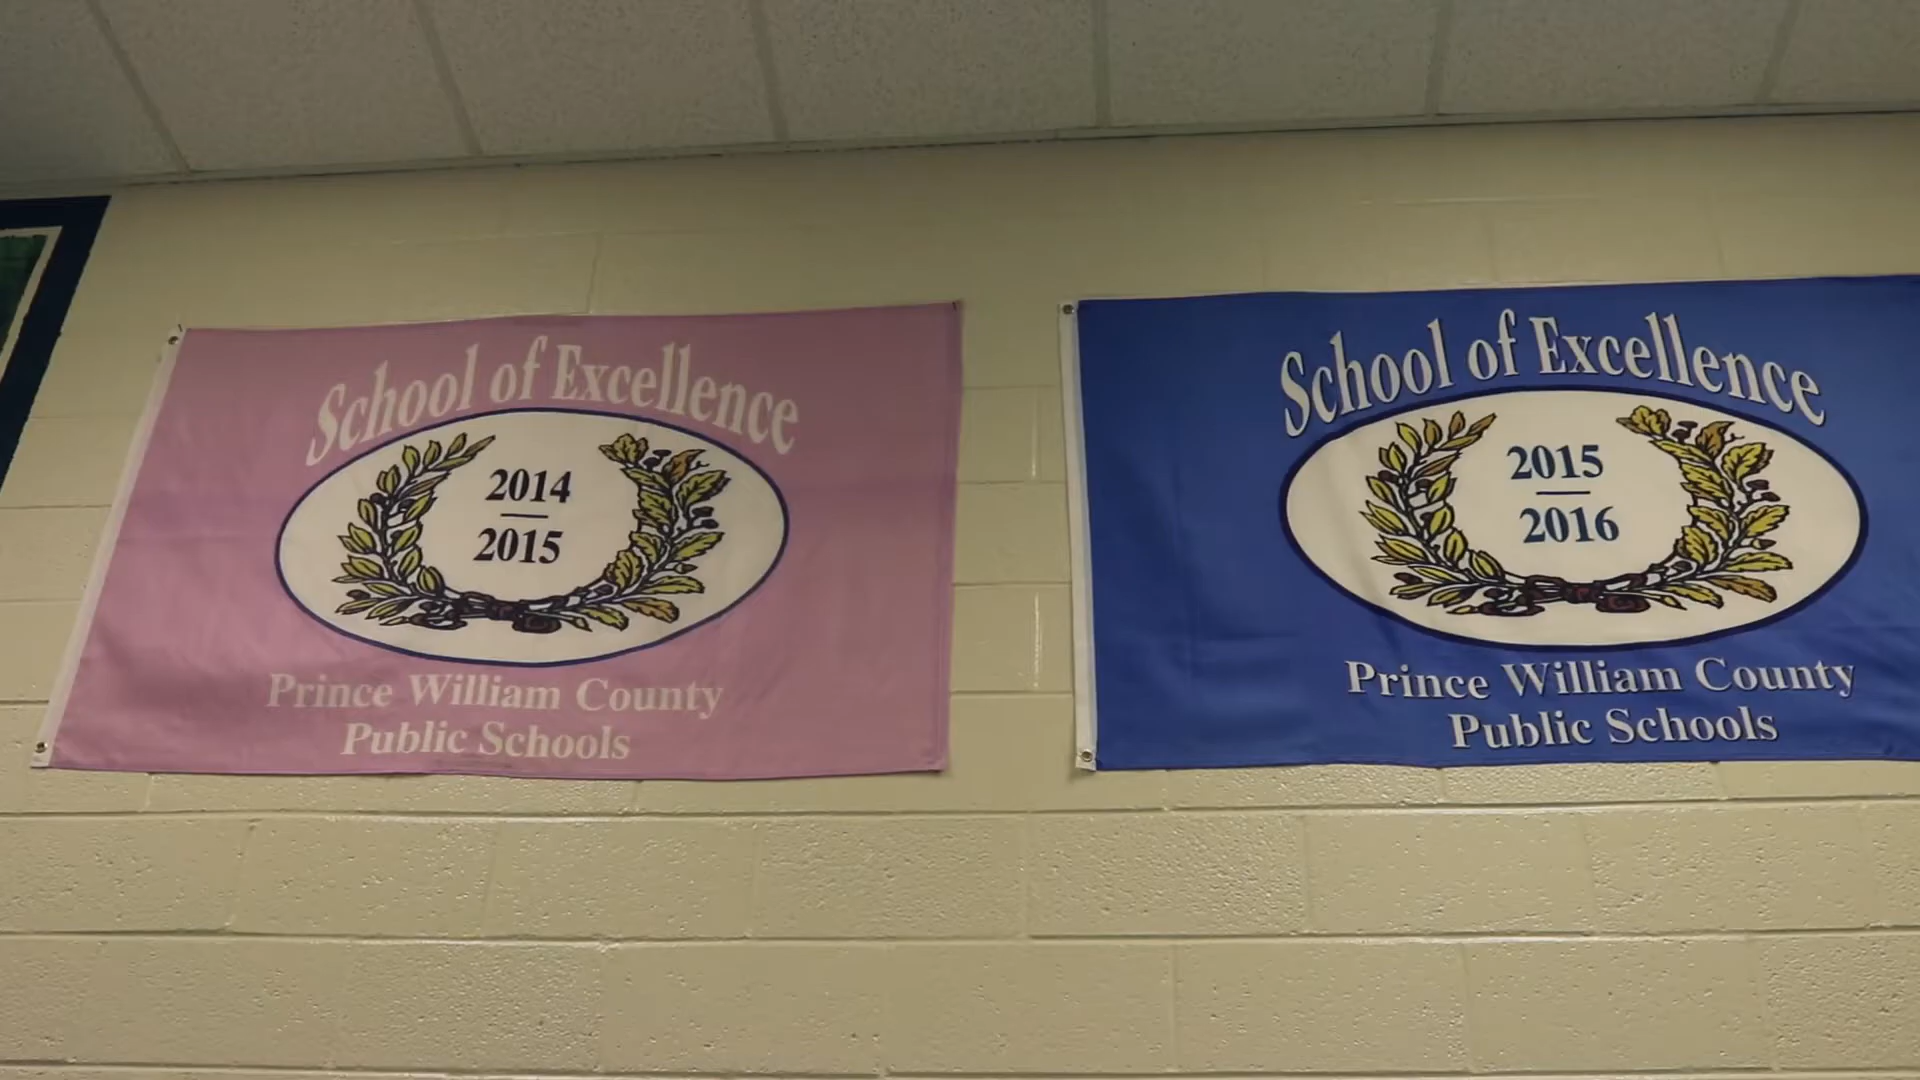 School of Excellence
2014
2015
Prince William County
Public Schools
School of Excellence
2015
2016
Prince William County
Public Schools